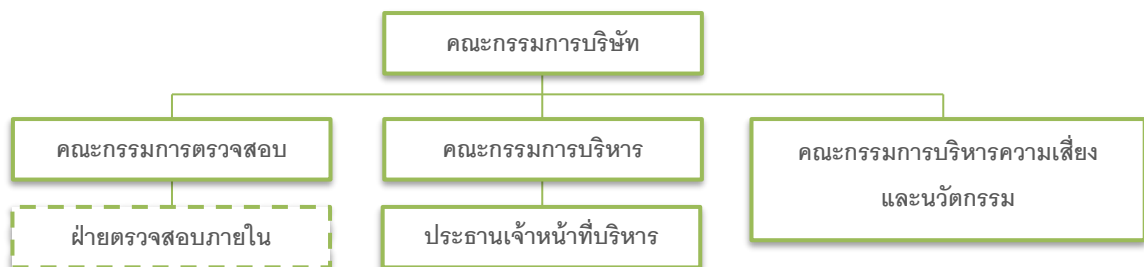 คณะกรรมการบริษัท
คณะกรรมการตรวจสอบ
คณะกรรมการบริหาร
คณะกรรมการบริหารความเสี่ยง
และนวัตกรรม
ฝ่ายตรวจสอบภายใน
ประธานเจ้าหน้าที่บริหาร